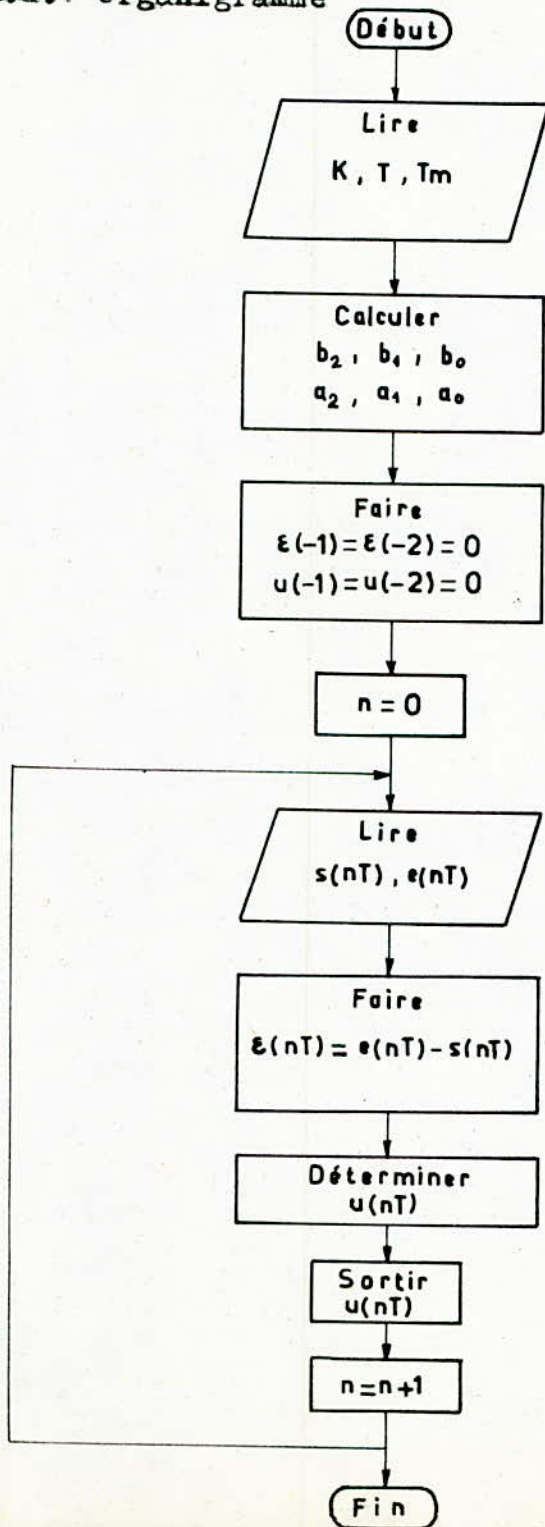 organigramme
Début
Lire
K, T, Tm
Calculer
b₂, b₁, b₀
a₂, a₁, a₀
Faire
ε(-1)=ε(-2)=0
u(-1)=u(-2)=0
n=0
Lire
s(nT), e(nT)
Faire
ε(nT)= e(nT)-s(nT)
Déterminer
u(nT)
Sortir
u(nT)
n=n+1
Fin